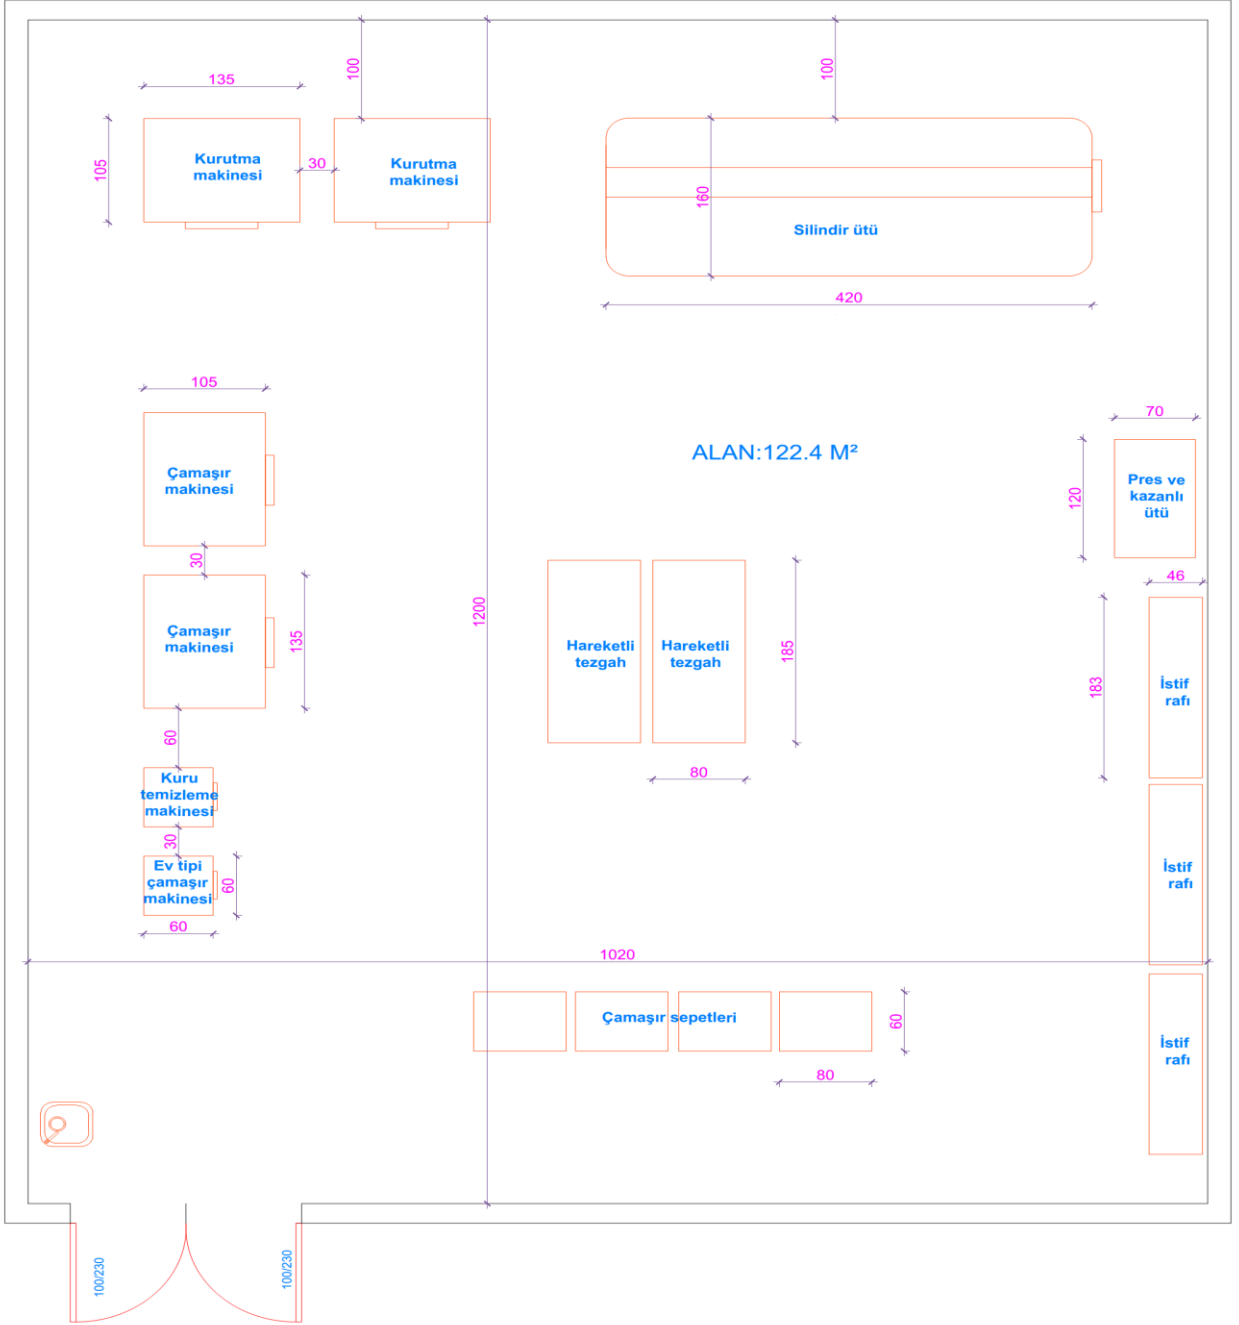 100
100
135
105
Kurutma
makinesi
30
Kurutma
makinesi
160
Silindir ütü
420
105
70
ALAN:122.4 M²
Çamaşır
makinesi
120
Pres ve
kazanlı
ütü
30
46
1200
Çamaşır
makinesi
135
Hareketli
tezgah
Hareketli
tezgah
185
183
İstif
rafı
60
80
Kuru
temizleme
makinesi
30
Ev tipi
çamaşır
makinesi
60
60
İstif
rafı
1020
Çamaşır sepetleri
60
80
İstif
rafı
100/230
100/230